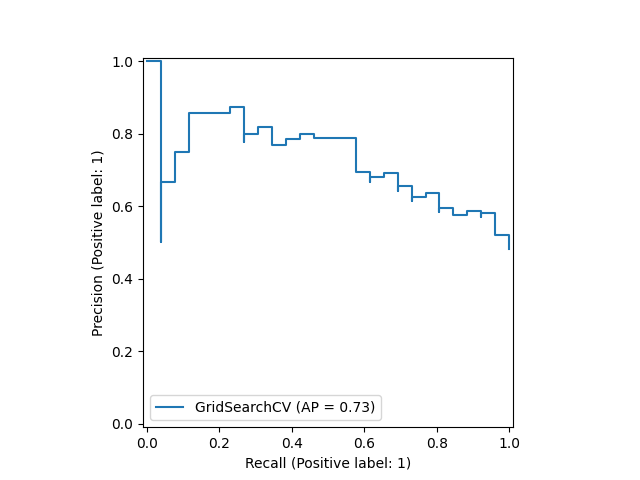 1.0
0.8
0.6
0.4
0.2
0.0
Precision (Positive label: 1)
GridSearchCV (AP = 0.73)
0.0 0.2 0.4 0.6 0.8 1.0
Recall (Positive label: 1)